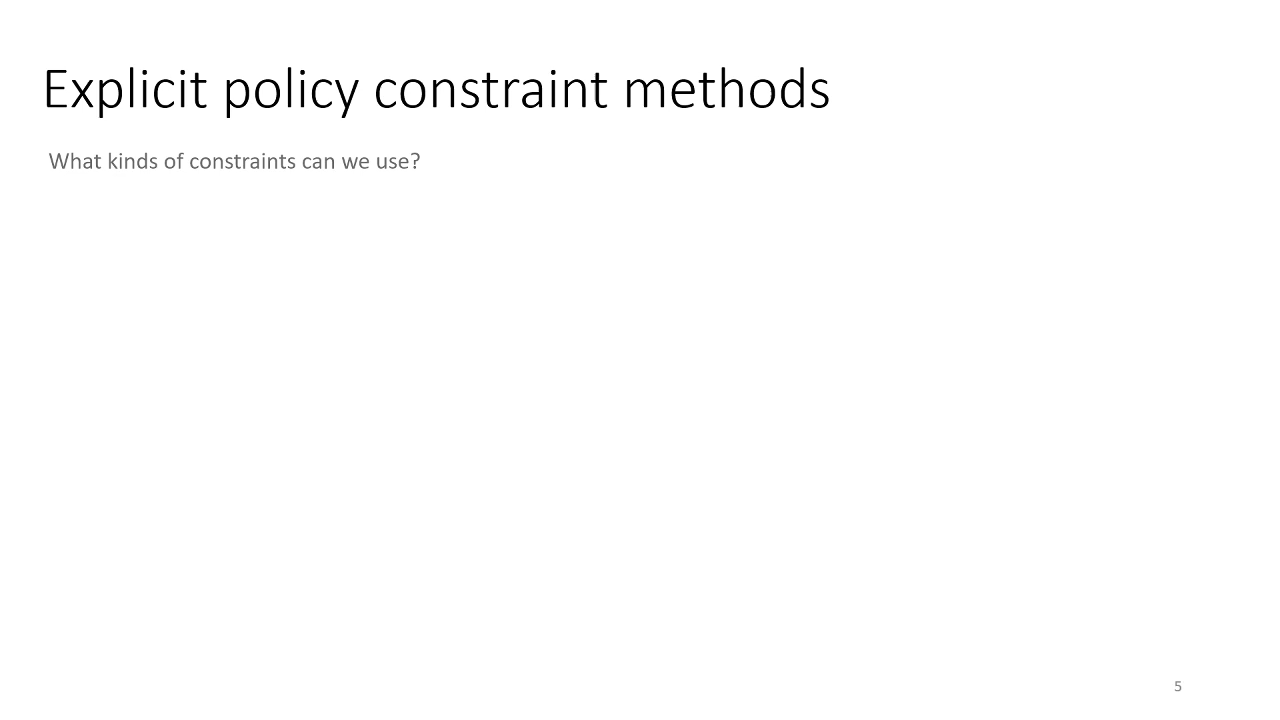 Explicit policy constraint methods
What kinds of constraints can we use?
5